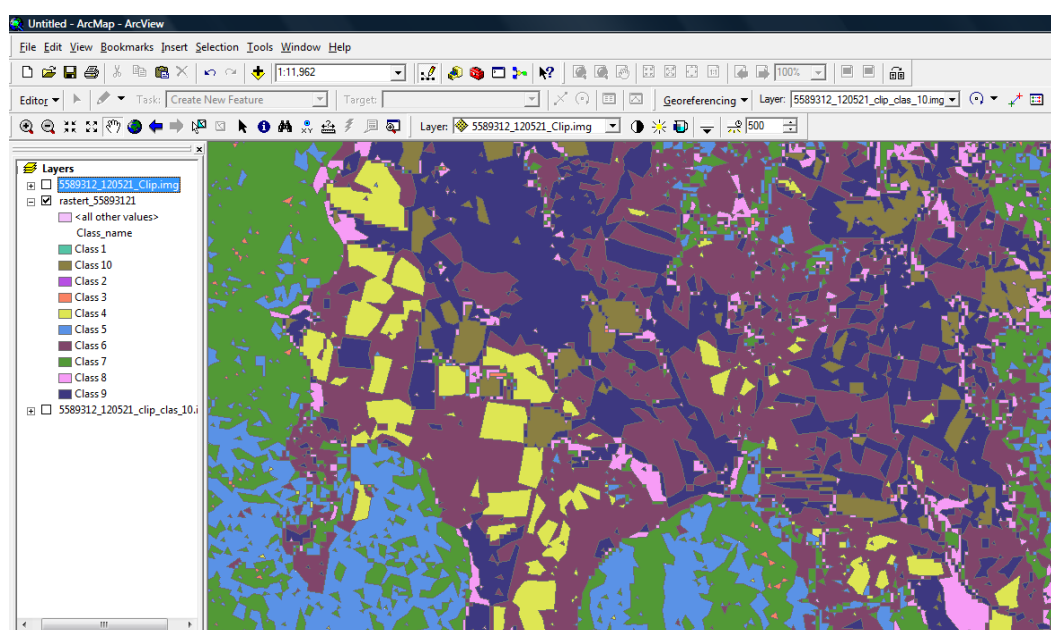 Untitled - ArcMap - ArcView
File Edit View Bookmarks Insert Selection Tools Window Help
1:11,962 100%
Editor Task: Create New Feature Target: Georeferencing Layer: 5589312_120521_clip_clas_10.img
Layer: 5589312_120521_Clip.img 500
Layers
5589312_120521_Clip.img
rastert_55893121
<all other values>
Class_name
Class 1
Class 10
Class 2
Class 3
Class 4
Class 5
Class 6
Class 7
Class 8
Class 9
5589312_120521_clip_clas_10.i